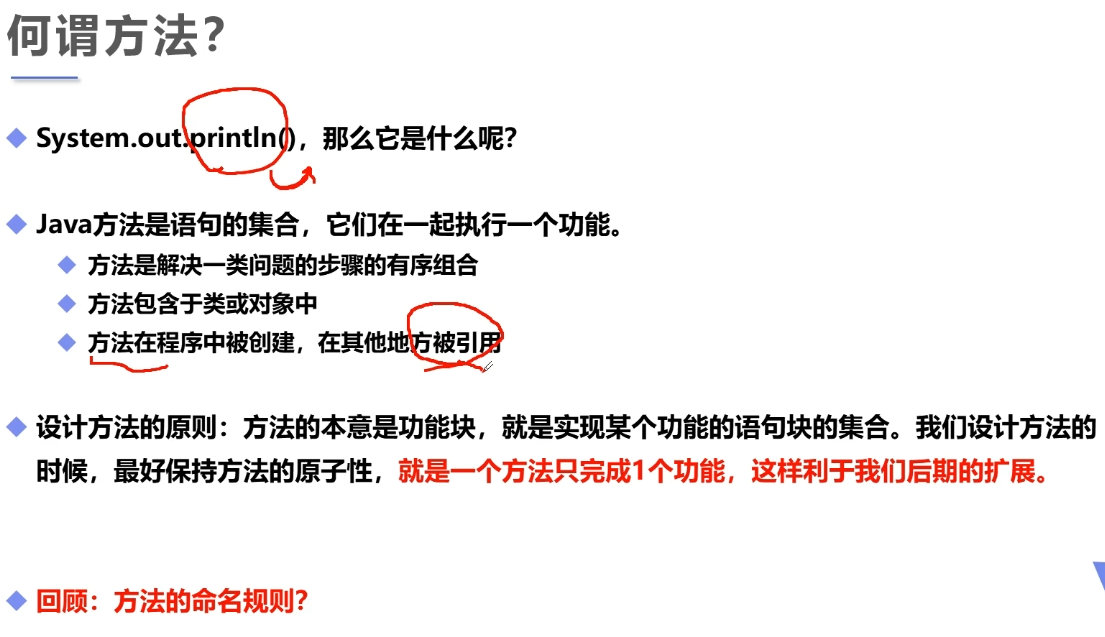 何谓方法？
System.out.println()，那么它是什么呢？
Java方法是语句的集合，它们在一起执行一个功能。
方法是解决一类问题的步骤的有序组合
方法包含于类或对象中
方法在程序中被创建，在其他地方被引用
设计方法的原则：方法的本意是功能块，就是实现某个功能的语句块的集合。我们设计方法的
时候，最好保持方法的原子性，就是一个方法只完成1个功能，这样利于我们后期的扩展。
回顾：方法的命名规则？